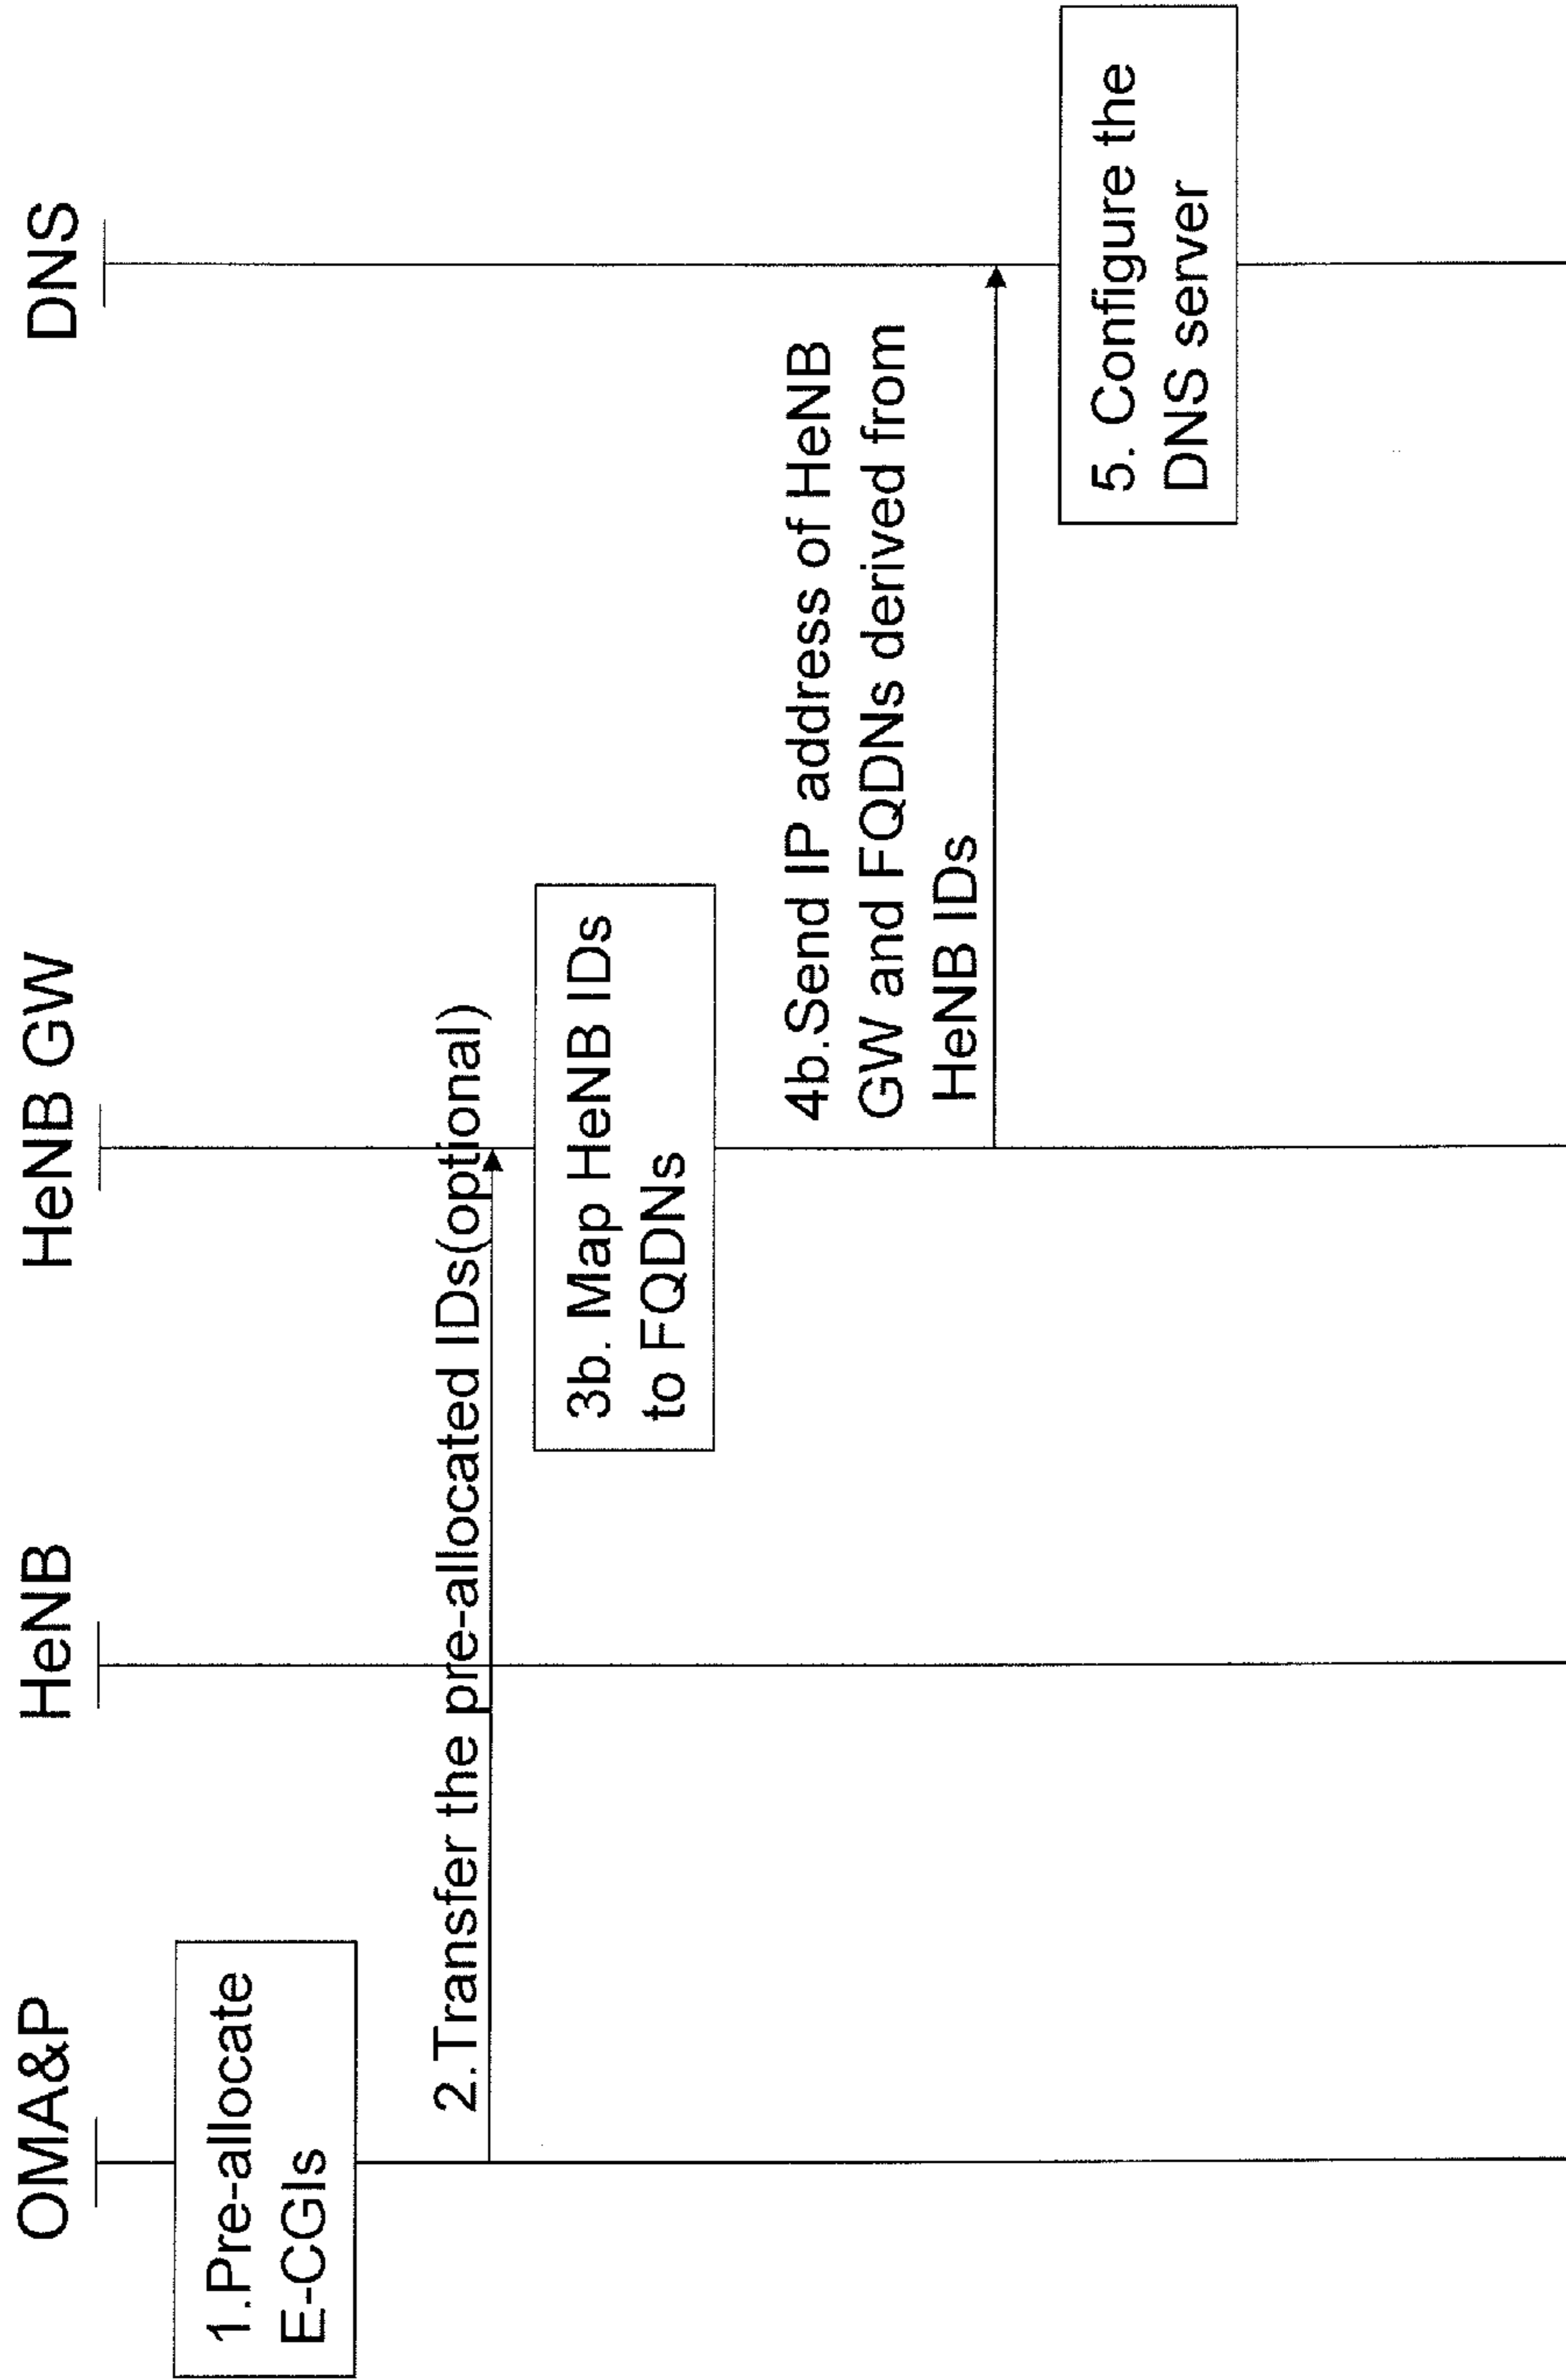 OMA&P
HeNB
HeNB GW
DNS
1.Pre-allocate
E-CGIs
2.Transfer the pre-allocated IDs(optional)
3b. Map HeNB IDs
to FQDNs
4b.Send IP address of HeNB
GW and FQDNs derived from
HeNB IDs
5. Configure the
DNS server